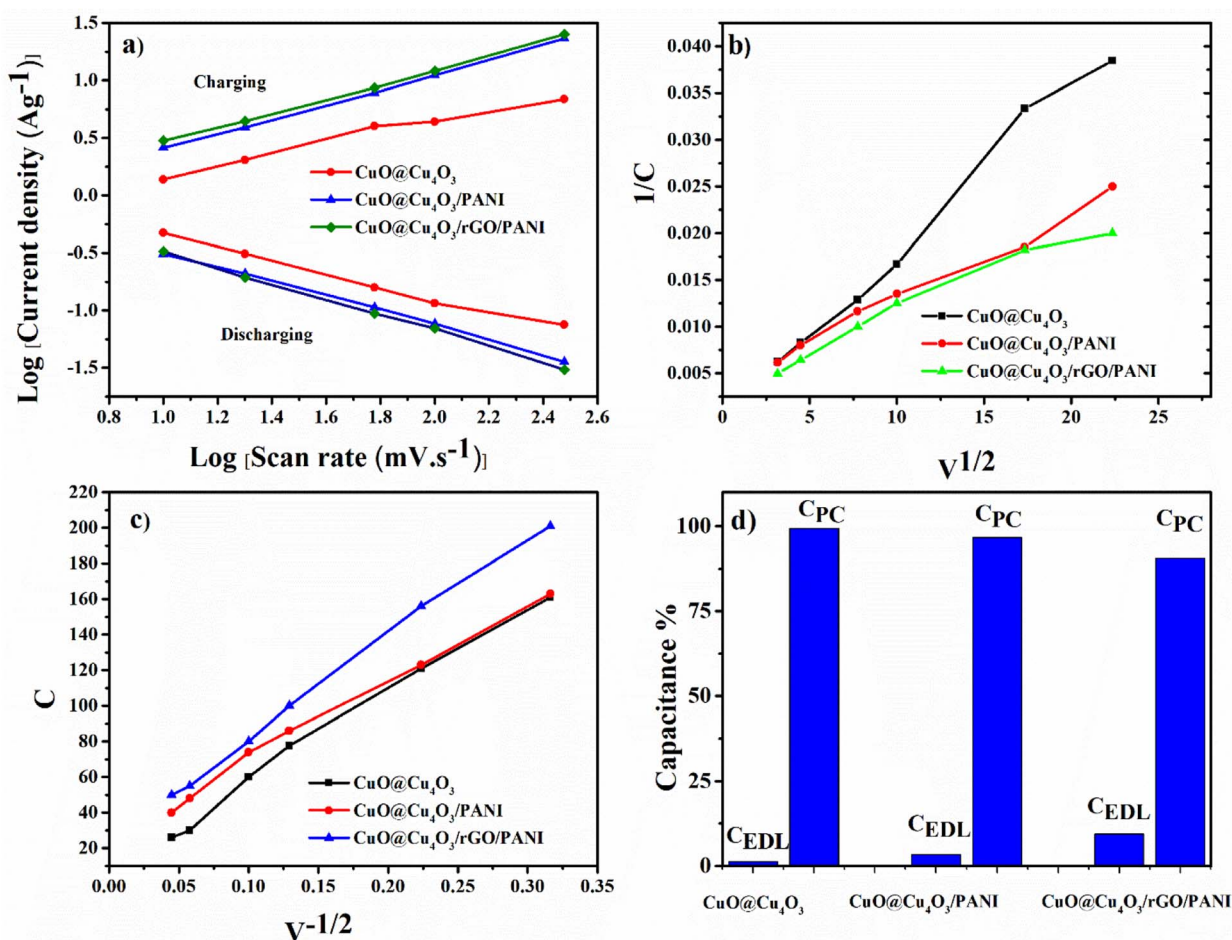 a)
Log [Current density (Ag⁻¹)]
1.5
1.0
0.5
0.0
-0.5
-1.0
-1.5
Charging
CuO@Cu₄O₃
CuO@Cu₄O₃/PANI
CuO@Cu₄O₃/rGO/PANI
Discharging
0.8 1.0 1.2 1.4 1.6 1.8 2.0 2.2 2.4 2.6
Log [Scan rate (mV.s⁻¹)]
b)
1/C
0.040
0.035
0.030
0.025
0.020
0.015
0.010
0.005
CuO@Cu₄O₃
CuO@Cu₄O₃/PANI
CuO@Cu₄O₃/rGO/PANI
0 5 10 15 20 25
V¹/²
c)
C
220
200
180
160
140
120
100
80
60
40
20
CuO@Cu₄O₃
CuO@Cu₄O₃/PANI
CuO@Cu₄O₃/rGO/PANI
0.00 0.05 0.10 0.15 0.20 0.25 0.30 0.35
V⁻¹/²
d)
Capacitance %
100
75
50
25
0
CPC CPC CPC
CEDL CEDL CEDL
CuO@Cu₄O₃ CuO@Cu₄O₃/PANI CuO@Cu₄O₃/rGO/PANI